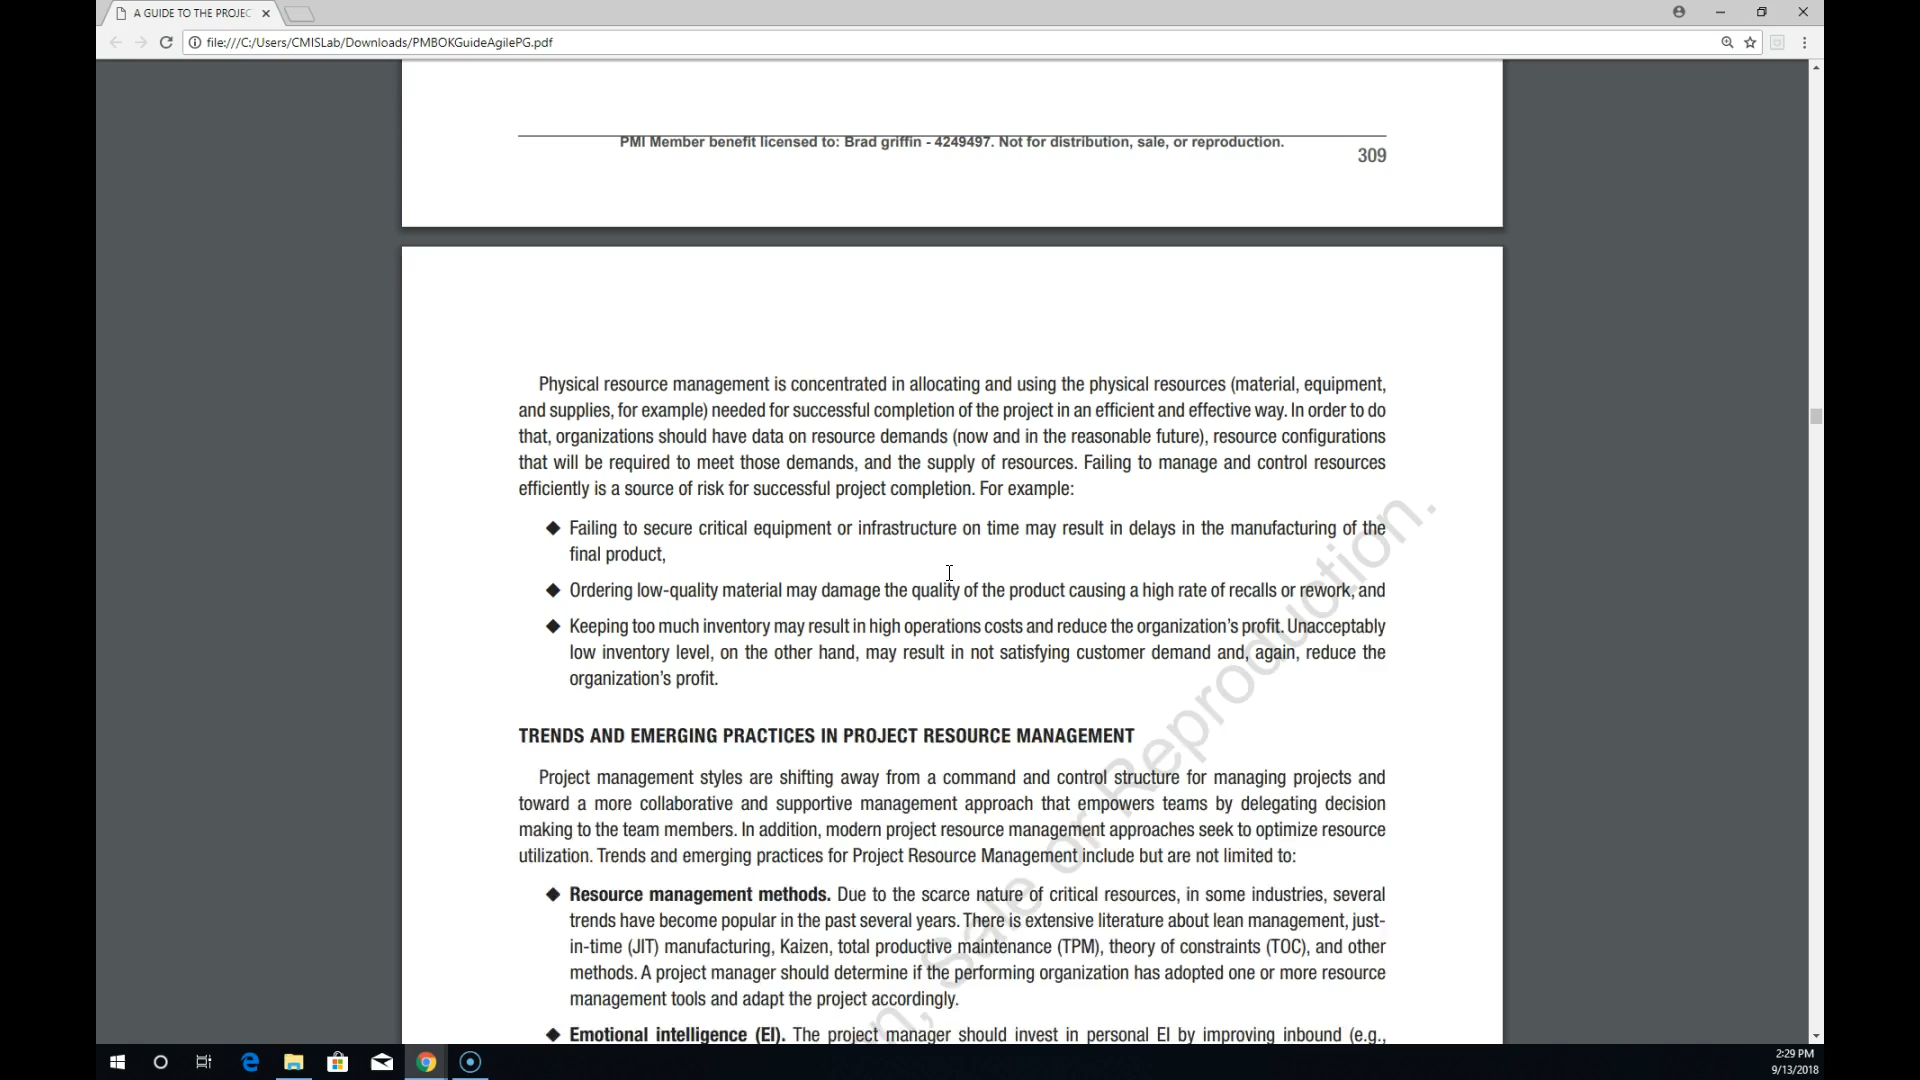 A GUIDE TO THE PROJEC
file:///C:/Users/CMISLab/Downloads/PMBOKGuideAgilePG.pdf
PMI Member benefit licensed to: Brad griffin - 4249497. Not for distribution, sale, or reproduction.
309
Physical resource management is concentrated in allocating and using the physical resources (material, equipment,
and supplies, for example) needed for successful completion of the project in an efficient and effective way. In order to do
that, organizations should have data on resource demands (now and in the reasonable future), resource configurations
that will be required to meet those demands, and the supply of resources. Failing to manage and control resources
efficiently is a source of risk for successful project completion. For example:
◆ Failing to secure critical equipment or infrastructure on time may result in delays in the manufacturing of the
final product,
◆ Ordering low-quality material may damage the quality of the product causing a high rate of recalls or rework, and
◆ Keeping too much inventory may result in high operations costs and reduce the organization's profit. Unacceptably
low inventory level, on the other hand, may result in not satisfying customer demand and, again, reduce the
organization's profit.
TRENDS AND EMERGING PRACTICES IN PROJECT RESOURCE MANAGEMENT
Project management styles are shifting away from a command and control structure for managing projects and
toward a more collaborative and supportive management approach that empowers teams by delegating decision
making to the team members. In addition, modern project resource management approaches seek to optimize resource
utilization. Trends and emerging practices for Project Resource Management include but are not limited to:
◆ Resource management methods. Due to the scarce nature of critical resources, in some industries, several
trends have become popular in the past several years. There is extensive literature about lean management, just-
in-time (JIT) manufacturing, Kaizen, total productive maintenance (TPM), theory of constraints (TOC), and other
methods. A project manager should determine if the performing organization has adopted one or more resource
management tools and adapt the project accordingly.
◆ Emotional intelligence (EI). The project manager should invest in personal EI by improving inbound (e.g.,
n, Sale or Reproduction.
2:29 PM
9/13/2018